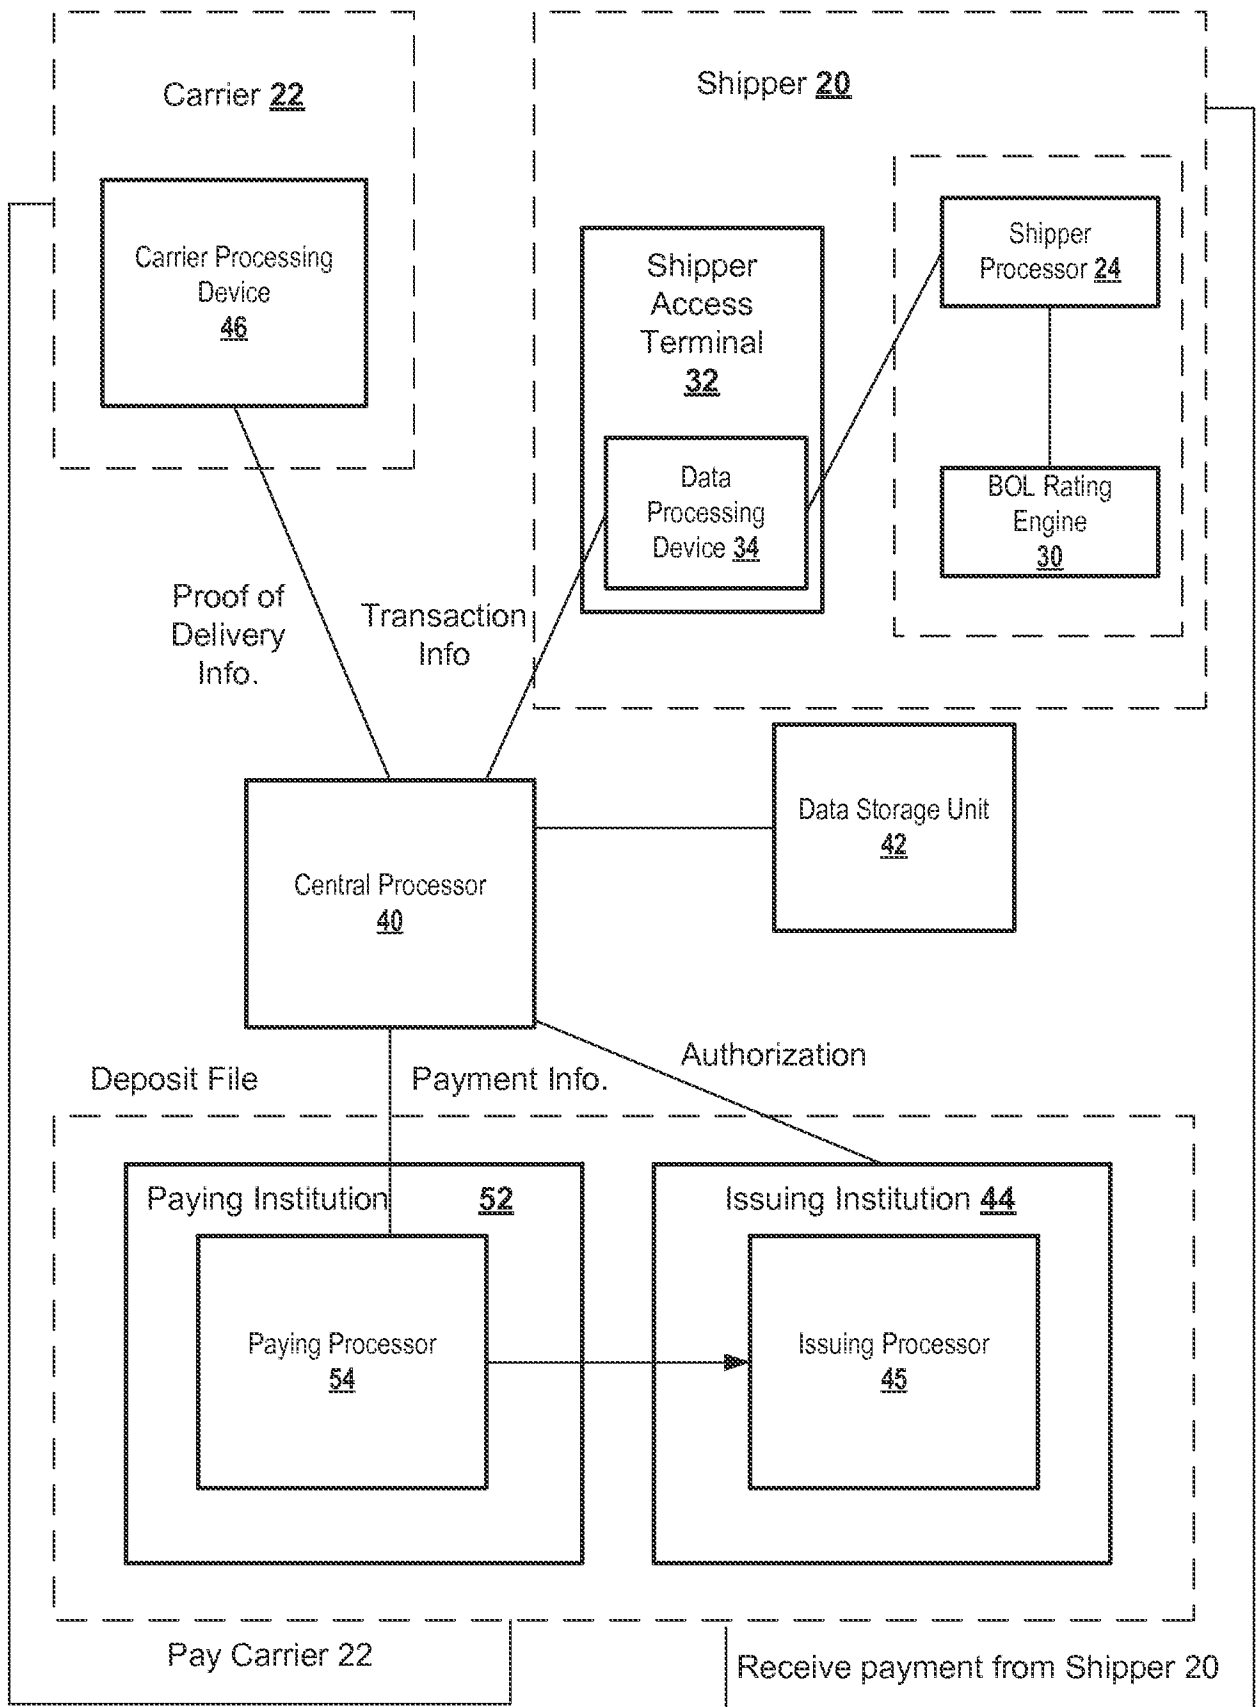 Carrier 22
Shipper 20
Carrier Processing
Device
46
Shipper
Access
Terminal
32
Data
Processing
Device 34
Shipper
Processor 24
BOL Rating
Engine
30
Proof of
Delivery
Info.
Transaction
Info
Data Storage Unit
42
Central Processor
40
Authorization
Deposit File
Payment Info.
Paying Institution 52
Issuing Institution 44
Paying Processor
54
Issuing Processor
45
Pay Carrier 22
Receive payment from Shipper 20